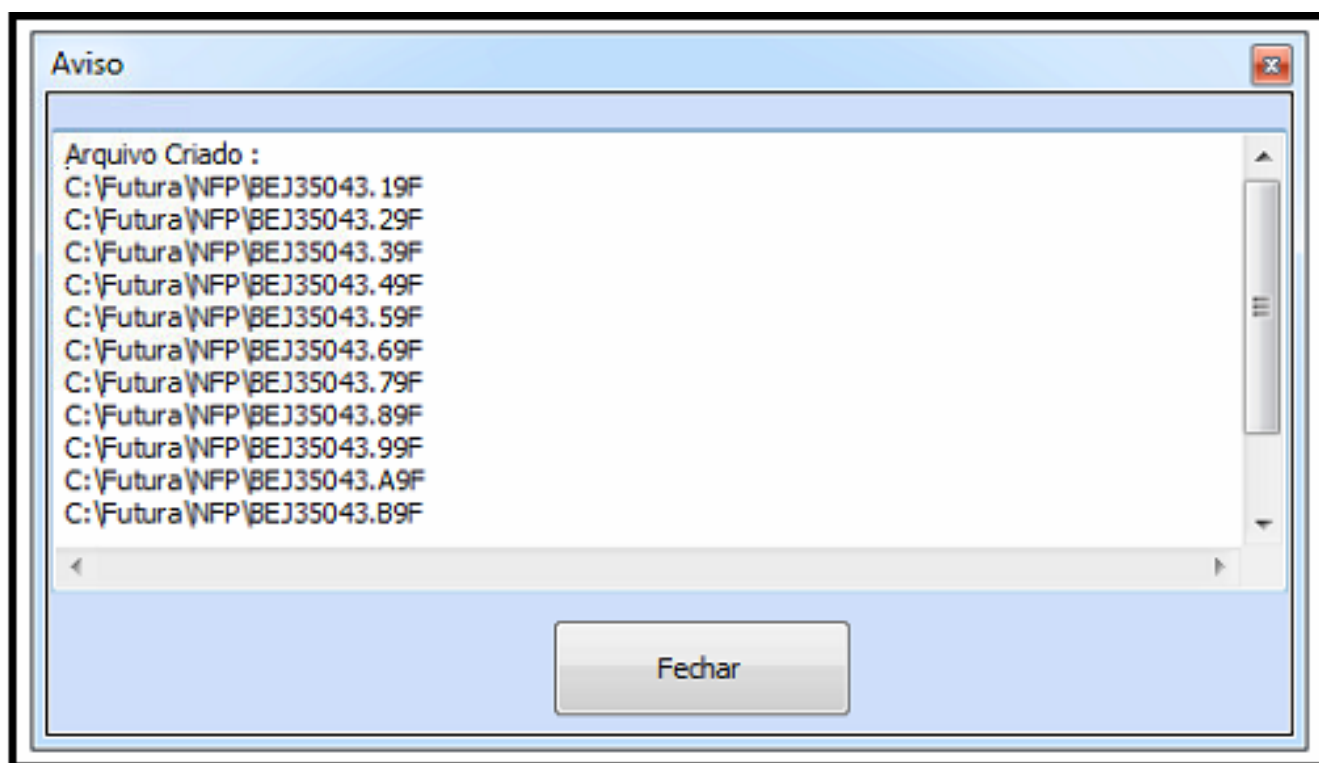 Aviso
Arquivo Criado :
C:\Futura\NFP\BEJ35043.19F
C:\Futura\NFP\BEJ35043.29F
C:\Futura\NFP\BEJ35043.39F
C:\Futura\NFP\BEJ35043.49F
C:\Futura\NFP\BEJ35043.59F
C:\Futura\NFP\BEJ35043.69F
C:\Futura\NFP\BEJ35043.79F
C:\Futura\NFP\BEJ35043.89F
C:\Futura\NFP\BEJ35043.99F
C:\Futura\NFP\BEJ35043.A9F
C:\Futura\NFP\BEJ35043.B9F
Fechar